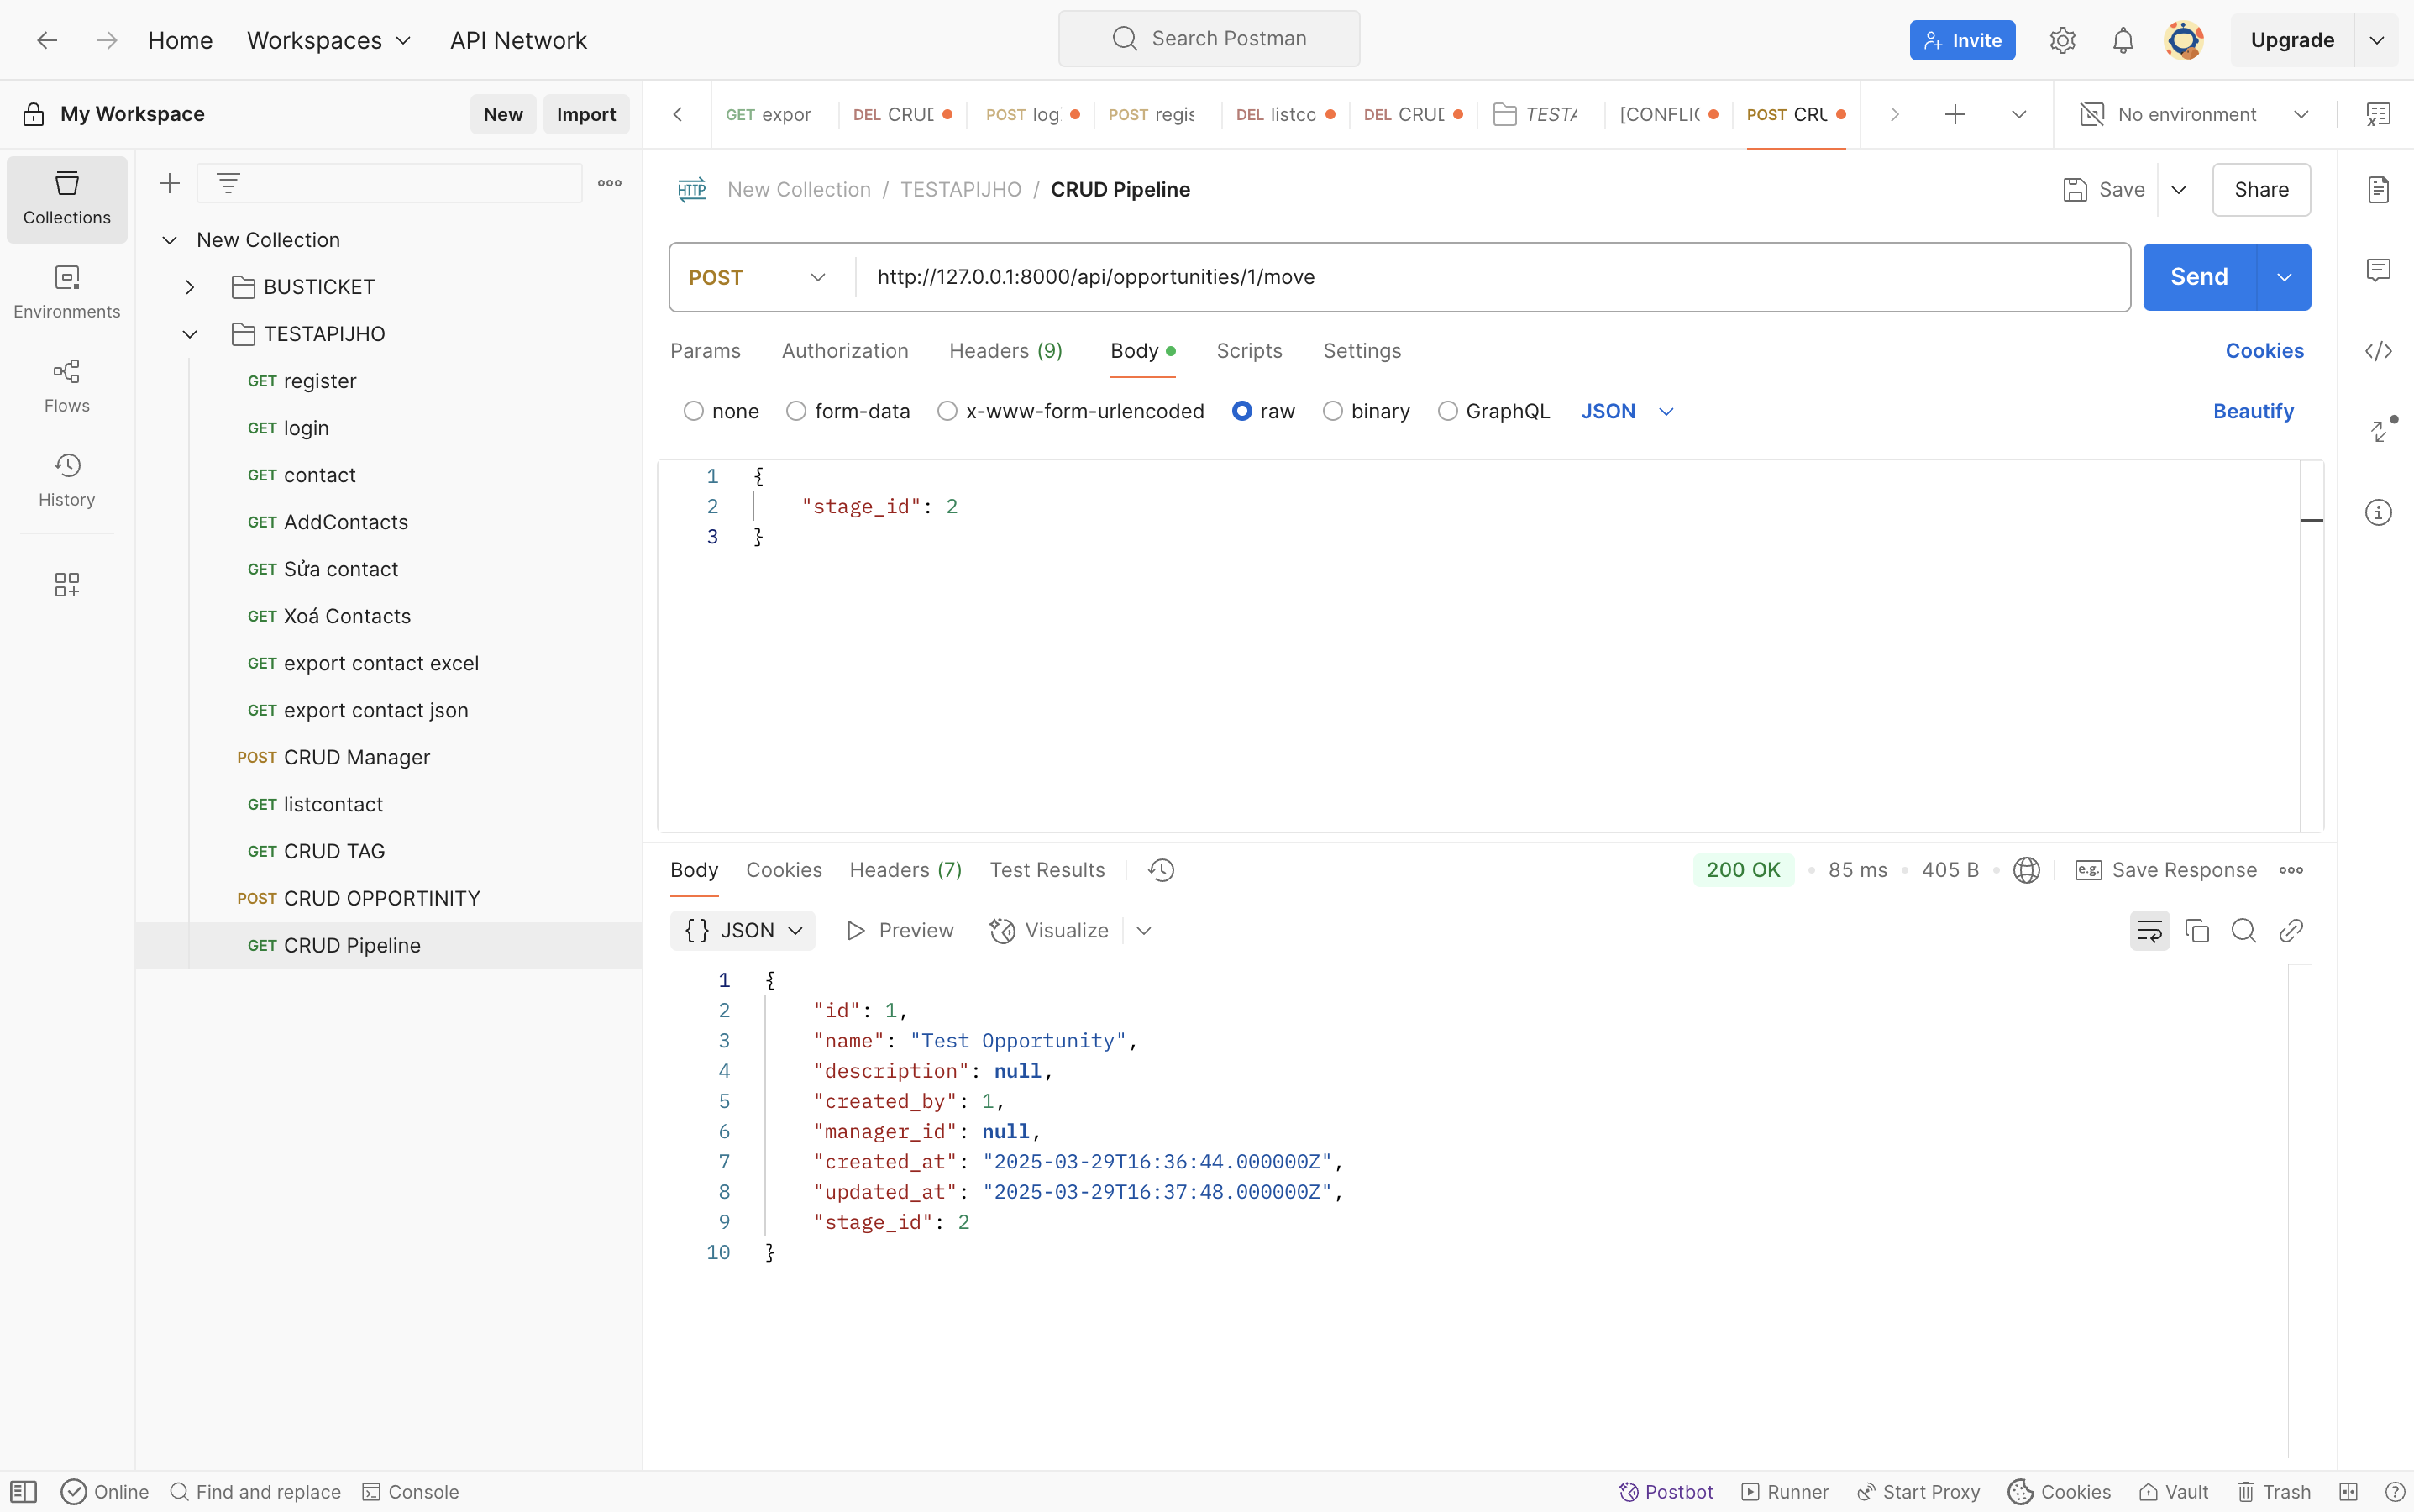 Home Workspaces API Network Search Postman Invite Upgrade
My Workspace New Import
GET expor DEL CRUD POST log POST regis DEL listco DEL CRUD TESTA [CONFLIC POST CRU No environment
Collections
Environments
Flows
History
New Collection
BUSTICKET
TESTAPIJHO
GET register
GET login
GET contact
GET AddContacts
GET Sửa contact
GET Xoá Contacts
GET export contact excel
GET export contact json
POST CRUD Manager
GET listcontact
GET CRUD TAG
POST CRUD OPPORTINITY
GET CRUD Pipeline
HTTP New Collection / TESTAPIJHO / CRUD Pipeline Save Share
POST http://127.0.0.1:8000/api/opportunities/1/move Send
Params Authorization Headers (9) Body Scripts Settings Cookies
none form-data x-www-form-urlencoded raw binary GraphQL JSON Beautify
1 {
2 "stage_id": 2
3 }
Body Cookies Headers (7) Test Results 200 OK • 85 ms • 405 B • e.g. Save Response
{} JSON Preview Visualize
1 {
2 "id": 1,
3 "name": "Test Opportunity",
4 "description": null,
5 "created_by": 1,
6 "manager_id": null,
7 "created_at": "2025-03-29T16:36:44.000000Z",
8 "updated_at": "2025-03-29T16:37:48.000000Z",
9 "stage_id": 2
10 }
Online Find and replace Console Postbot Runner Start Proxy Cookies Vault Trash